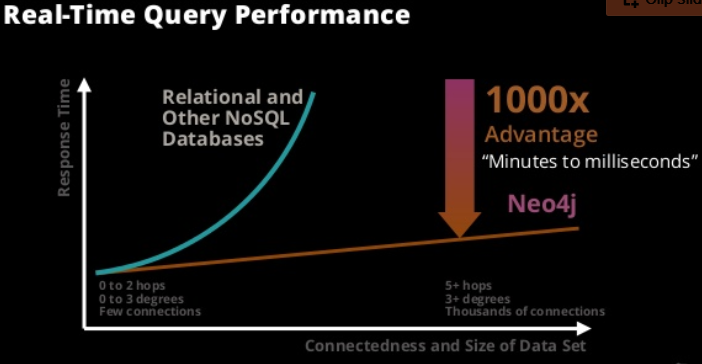 Real-Time Query Performance
Response Time
Relational and
Other NoSQL
Databases
1000x
Advantage
“Minutes to milliseconds”
Neo4j
0 to 2 hops
0 to 3 degrees
Few connections
5+ hops
3+ degrees
Thousands of connections
Connectedness and Size of Data Set